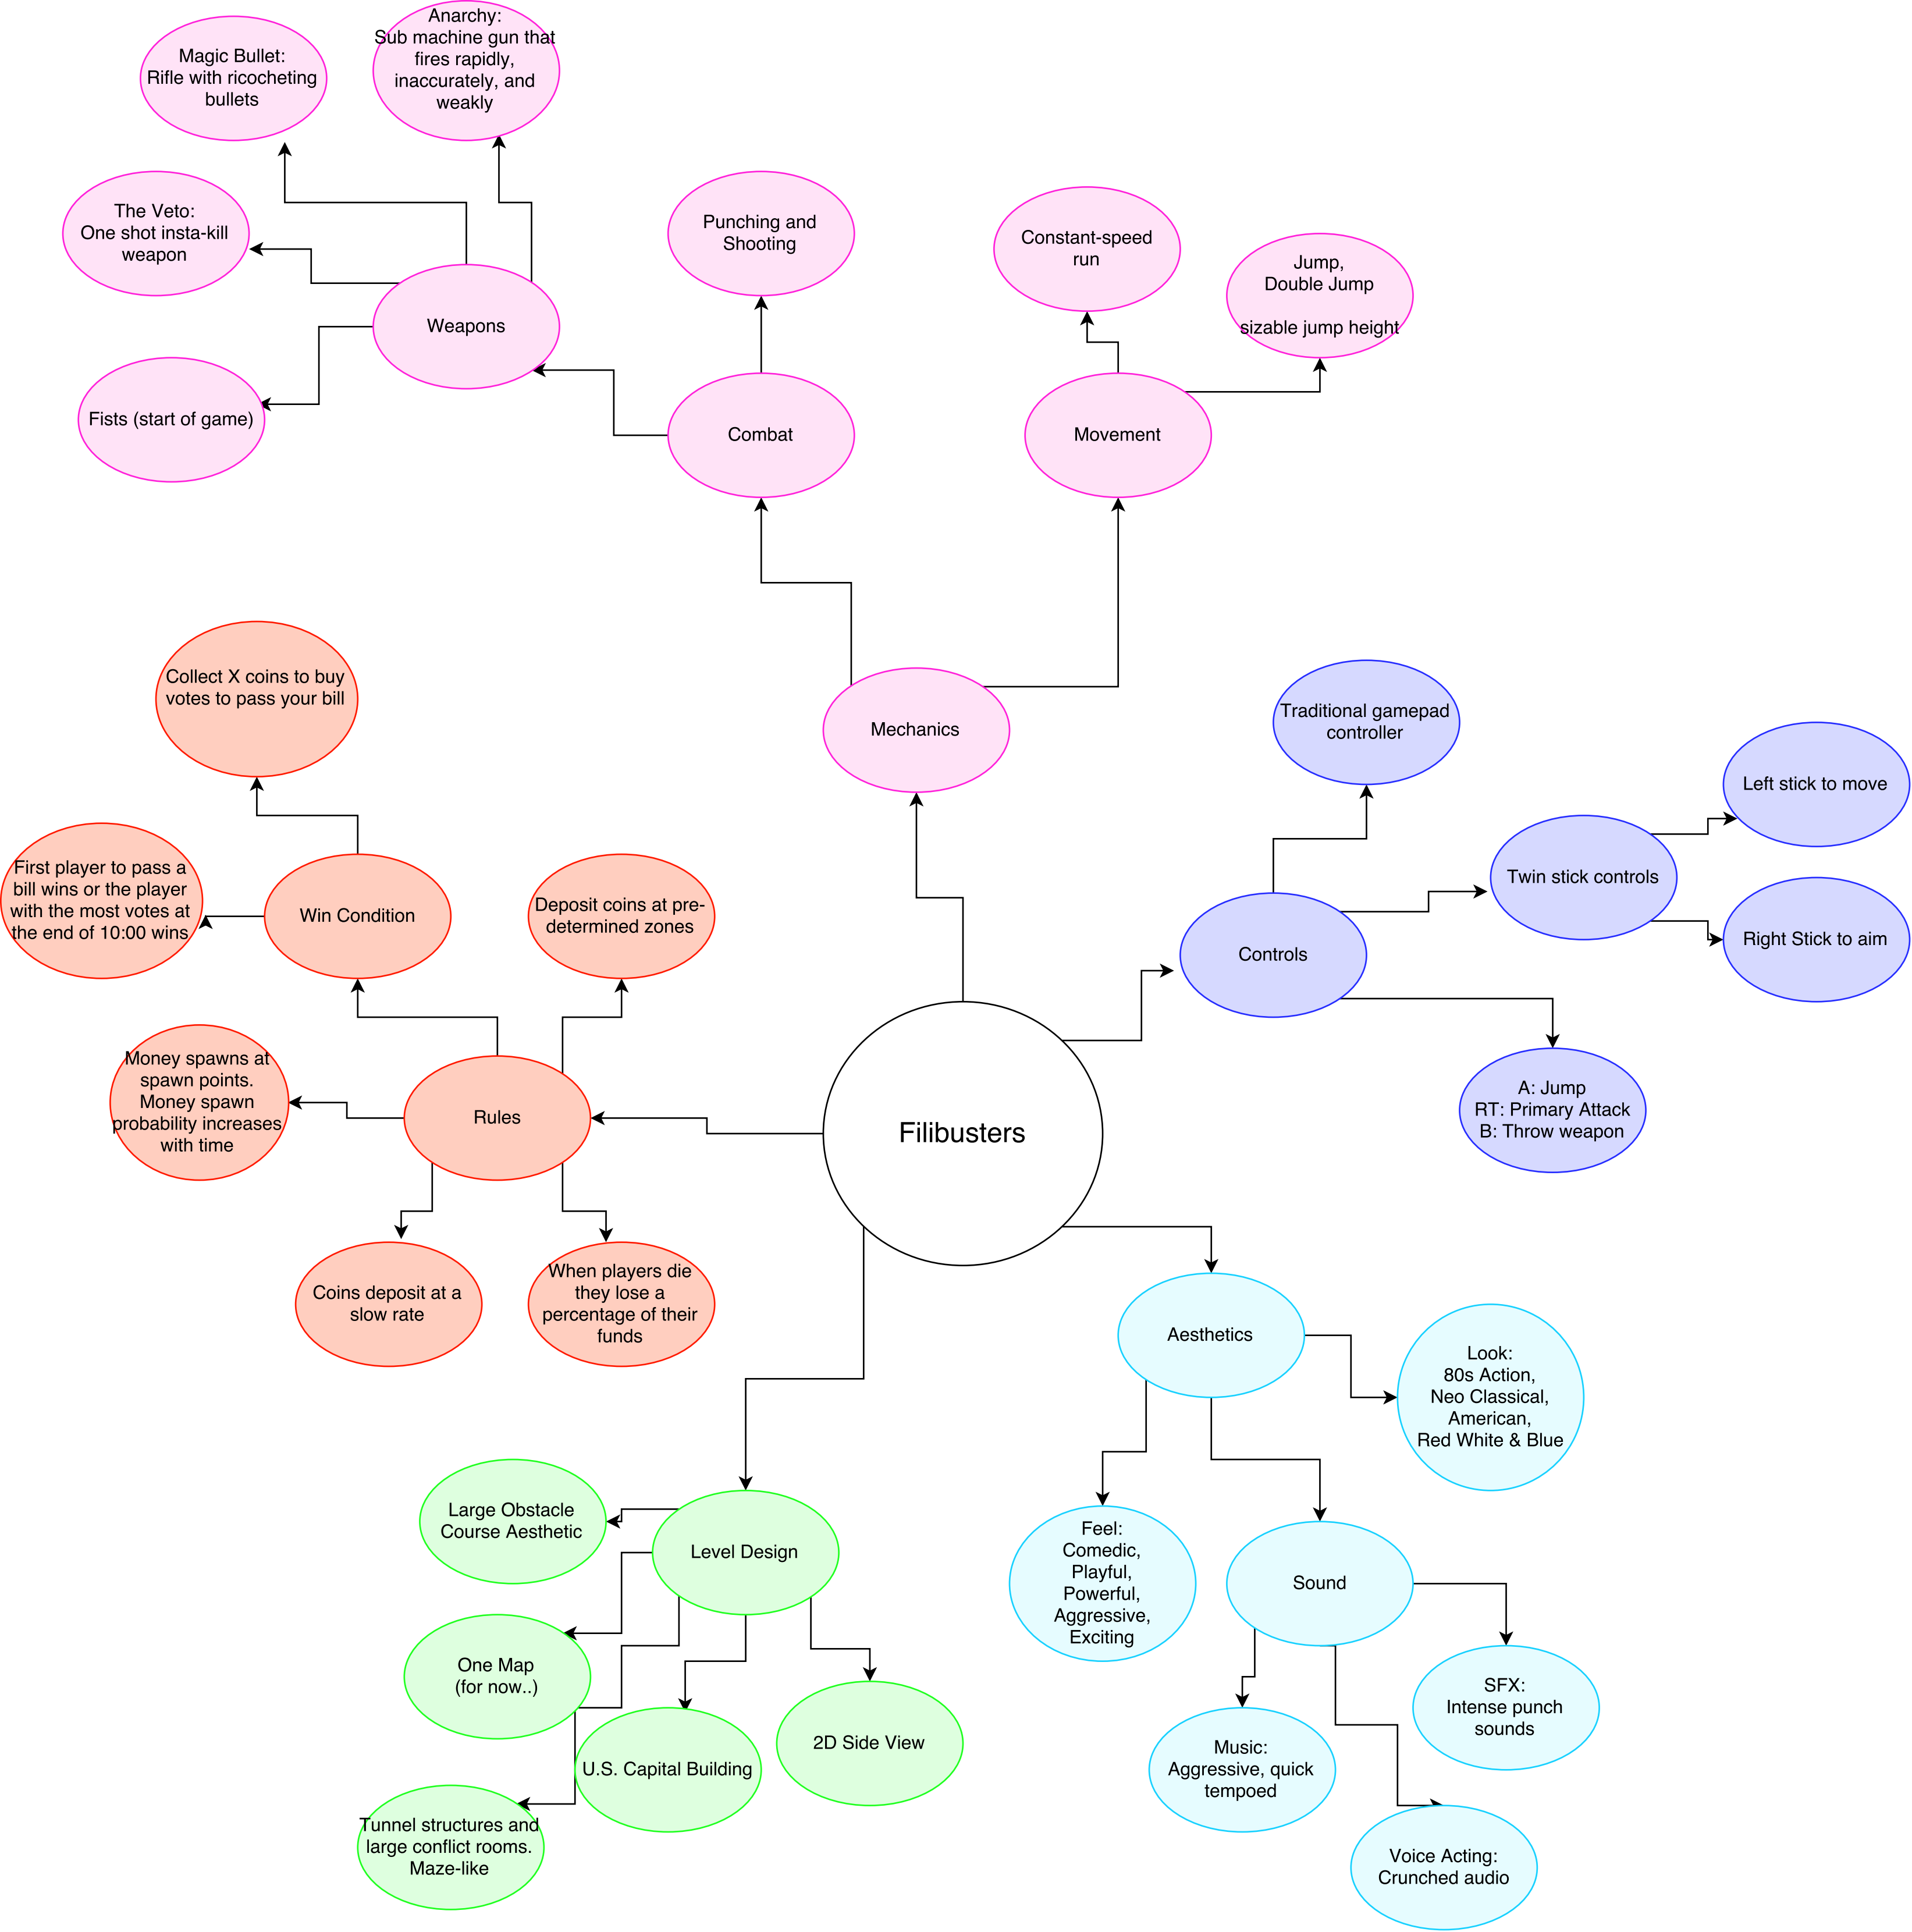 Anarchy:
Sub machine gun that
fires rapidly,
inaccurately, and
weakly
Magic Bullet:
Rifle with ricocheting
bullets
The Veto:
One shot insta-kill
weapon
Punching and
Shooting
Constant-speed
run
Jump,
Double Jump
sizable jump height
Weapons
Fists (start of game)
Combat
Movement
Collect X coins to buy
votes to pass your bill
Mechanics
Traditional gamepad
controller
Left stick to move
First player to pass a
bill wins or the player
with the most votes at
the end of 10:00 wins
Win Condition
Deposit coins at pre-
determined zones
Twin stick controls
Controls
Right Stick to aim
Money spawns at
spawn points.
Money spawn
probability increases
with time
Rules
Filibusters
A: Jump
RT: Primary Attack
B: Throw weapon
Coins deposit at a
slow rate
When players die
they lose a
percentage of their
funds
Aesthetics
Look:
80s Action,
Neo Classical,
American,
Red White & Blue
Large Obstacle
Course Aesthetic
Level Design
Feel:
Comedic,
Playful,
Powerful,
Aggressive,
Exciting
Sound
One Map
(for now..)
U.S. Capital Building
2D Side View
SFX:
Intense punch
sounds
Music:
Aggressive, quick
tempoed
Tunnel structures and
large conflict rooms.
Maze-like
Voice Acting:
Crunched audio